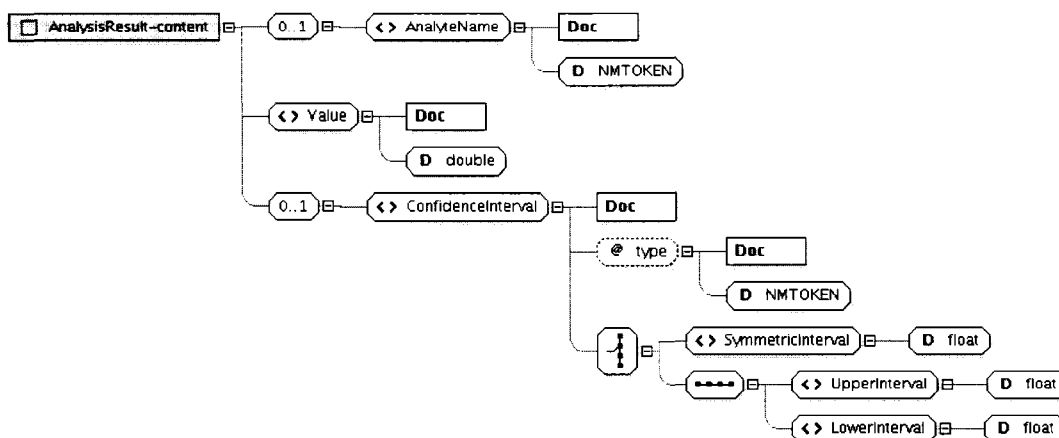 AnalysisResult-content
0..1
<> AnalyteName
Doc
D NMTOKEN
<> Value
Doc
D double
0..1
<> ConfidenceInterval
Doc
@ type
Doc
D NMTOKEN
<> SymmetricInterval
D float
<> UpperInterval
D float
<> LowerInterval
D float